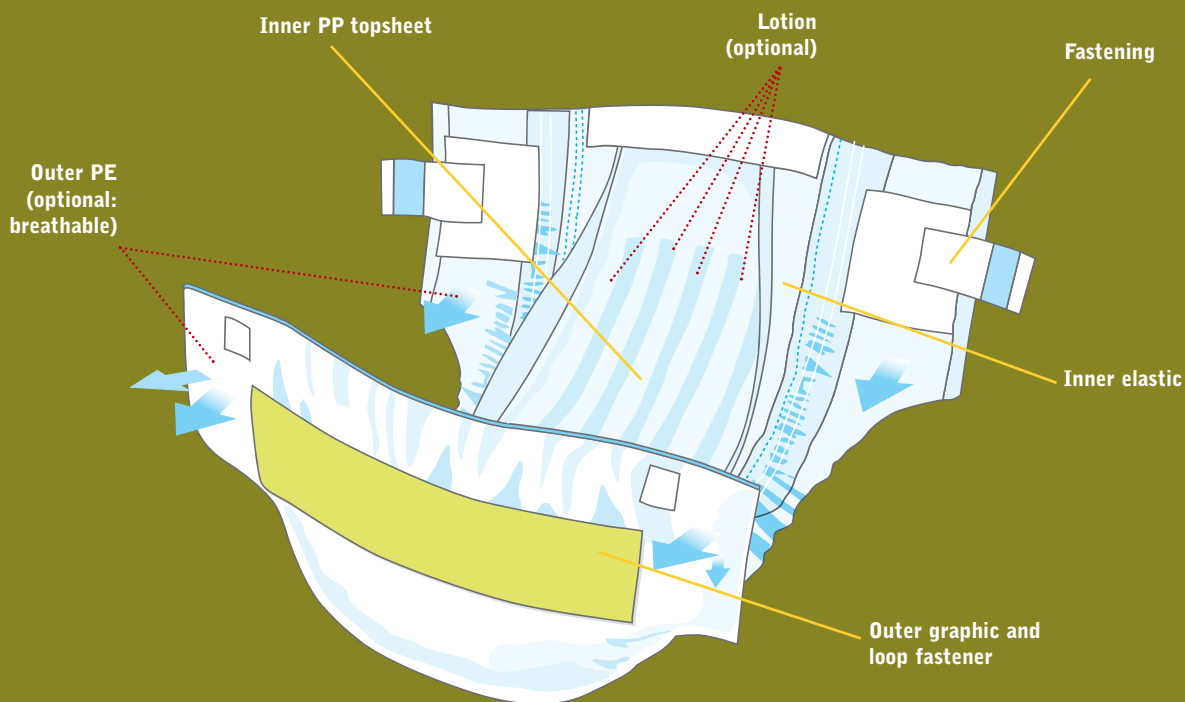 Inner PP topsheet
Lotion
(optional)
Fastening
Outer PE
(optional:
breathable)
Inner elastic
Outer graphic and
loop fastener